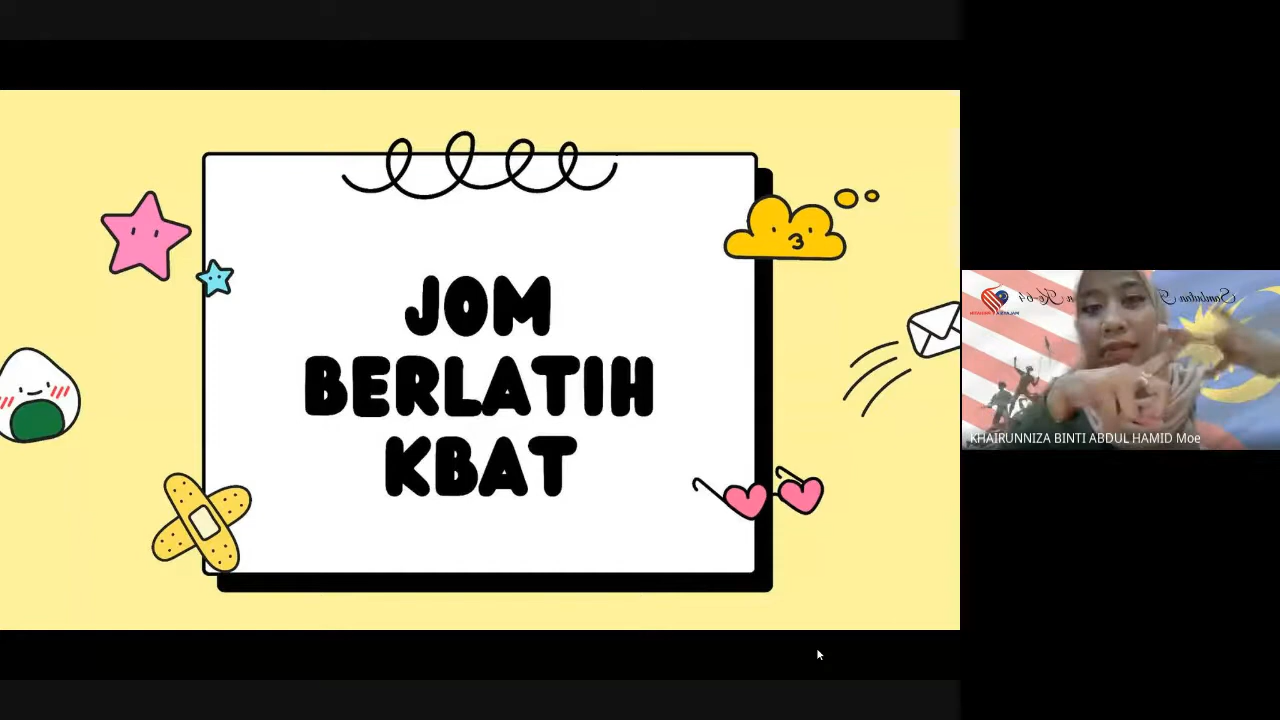 JOM
BERLATIH
KBAT
KHAIRUNNIZA BINTI ABDUL HAMID Moe